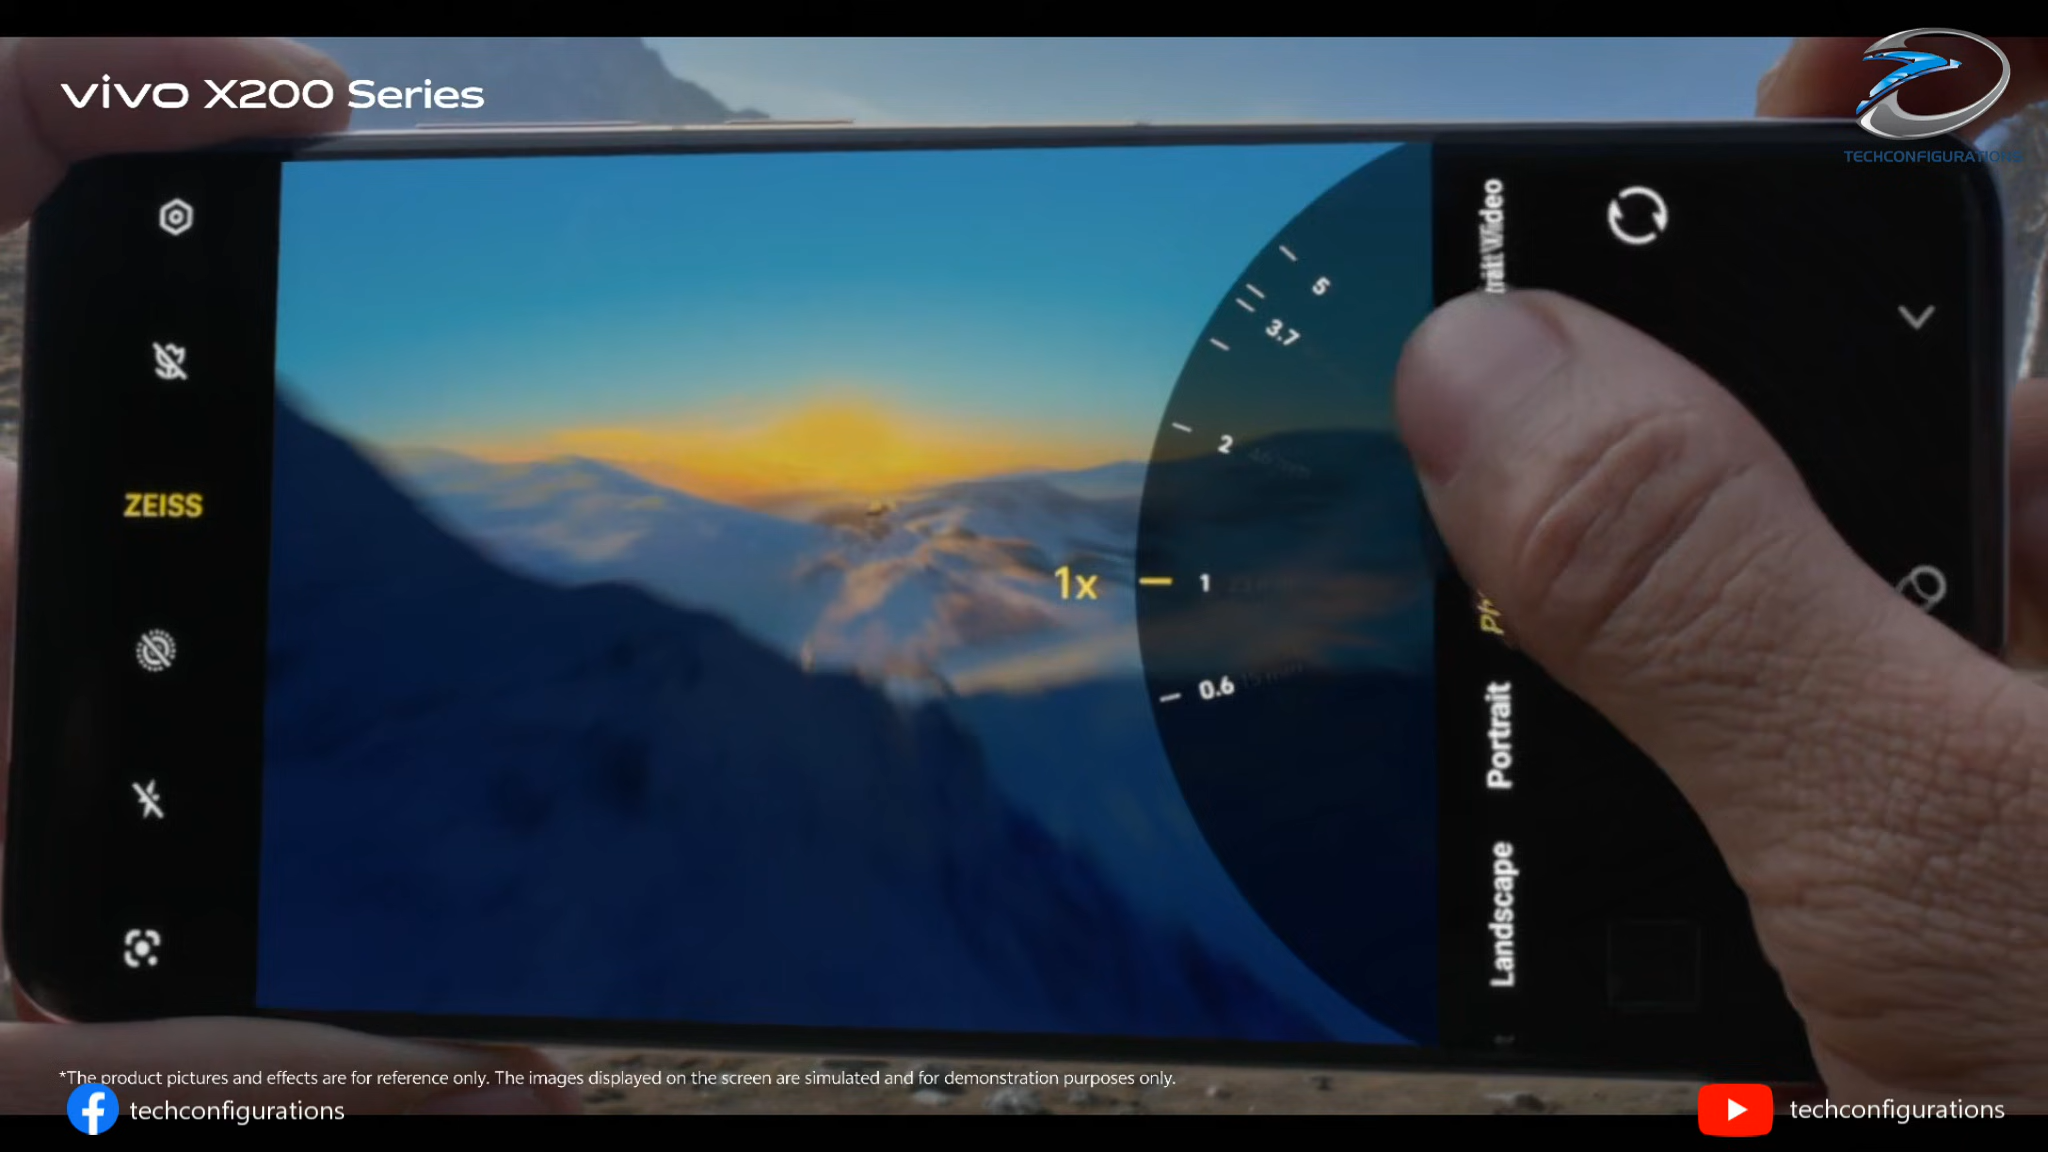 vivo X200 Series
TECHCONFIGURATIONS
ZEISS
5
3.7
2
1x
1
0.6
Video
Portrait
Landscape
*The product pictures and effects are for reference only. The images displayed on the screen are simulated and for demonstration purposes only.
techconfigurations
techconfigurations